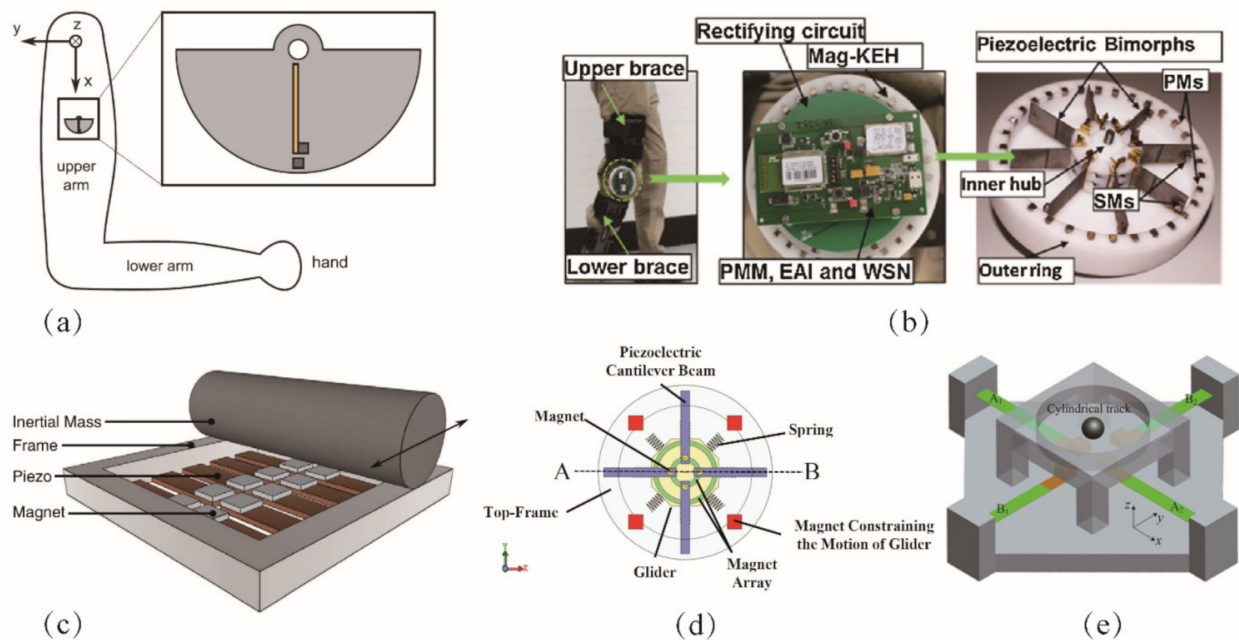 y
z
x
upper
arm
lower arm
hand
(a)
Rectifying circuit
Mag-KEH
Upper brace
Lower brace
PMM, EAI and WSN
Piezoelectric Bimorphs
PMs
Inner hub
SMs
Outer ring
(b)
Inertial Mass
Frame
Piezo
Magnet
(c)
Piezoelectric
Cantilever Beam
Magnet
Spring
A
B
Top-Frame
Glider
Magnet
Array
Magnet Constraining
the Motion of Glider
(d)
A₁
B₂
Cylindrical track
B₁
A₂
z
y
x
(e)